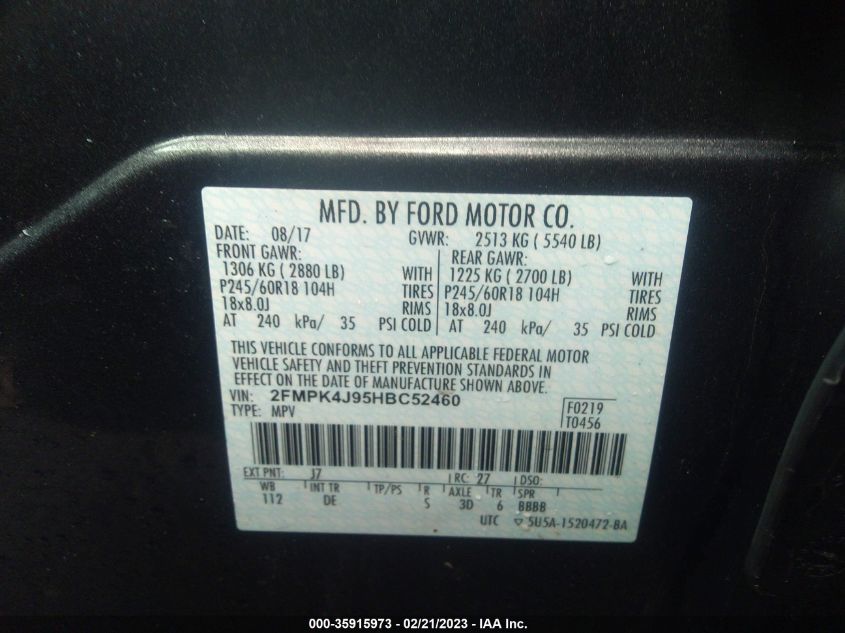 MFD. BY FORD MOTOR CO.
DATE: 08/17 GVWR: 2513 KG ( 5540 LB)
FRONT GAWR: REAR GAWR:
1306 KG ( 2880 LB) WITH 1225 KG ( 2700 LB) WITH
P245/60R18 104H TIRES P245/60R18 104H TIRES
18x8.0J RIMS 18x8.0J RIMS
AT 240 kPa/ 35 PSI COLD AT 240 kPa/ 35 PSI COLD
THIS VEHICLE CONFORMS TO ALL APPLICABLE FEDERAL MOTOR
VEHICLE SAFETY AND THEFT PREVENTION STANDARDS IN
EFFECT ON THE DATE OF MANUFACTURE SHOWN ABOVE.
VIN: 2FMPK4J95HBC52460
TYPE: MPV
F0219
T0456
EXT PNT: J7 RC: 27 DSO:
WB INT TR TP/PS R AXLE TR SPR
112 DE S 3D 6 BBBB
UTC ▽ 5U5A-1520472-BA
000-35915973 - 02/21/2023 - IAA Inc.